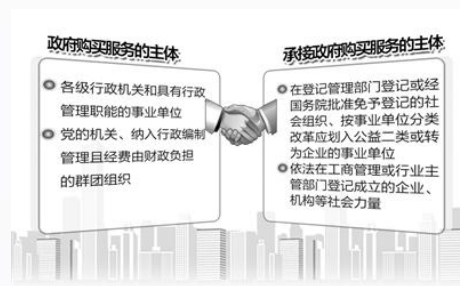 政府购买服务的主体
各级行政机关和具有行政
管理职能的事业单位
党的机关、纳入行政编制
管理且经费由财政负担
的群团组织
承接政府购买服务的主体
在登记管理部门登记或经
国务院批准免予登记的社
会组织、按事业单位分类
改革应划入公益二类或转
为企业的事业单位
依法在工商管理或行业主
管部门登记成立的企业、
机构等社会力量